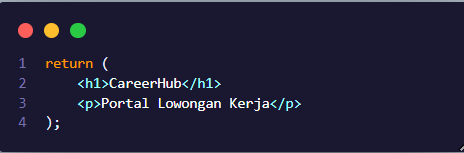 1 return (
2     <h1>CareerHub</h1>
3     <p>Portal Lowongan Kerja</p>
4 );